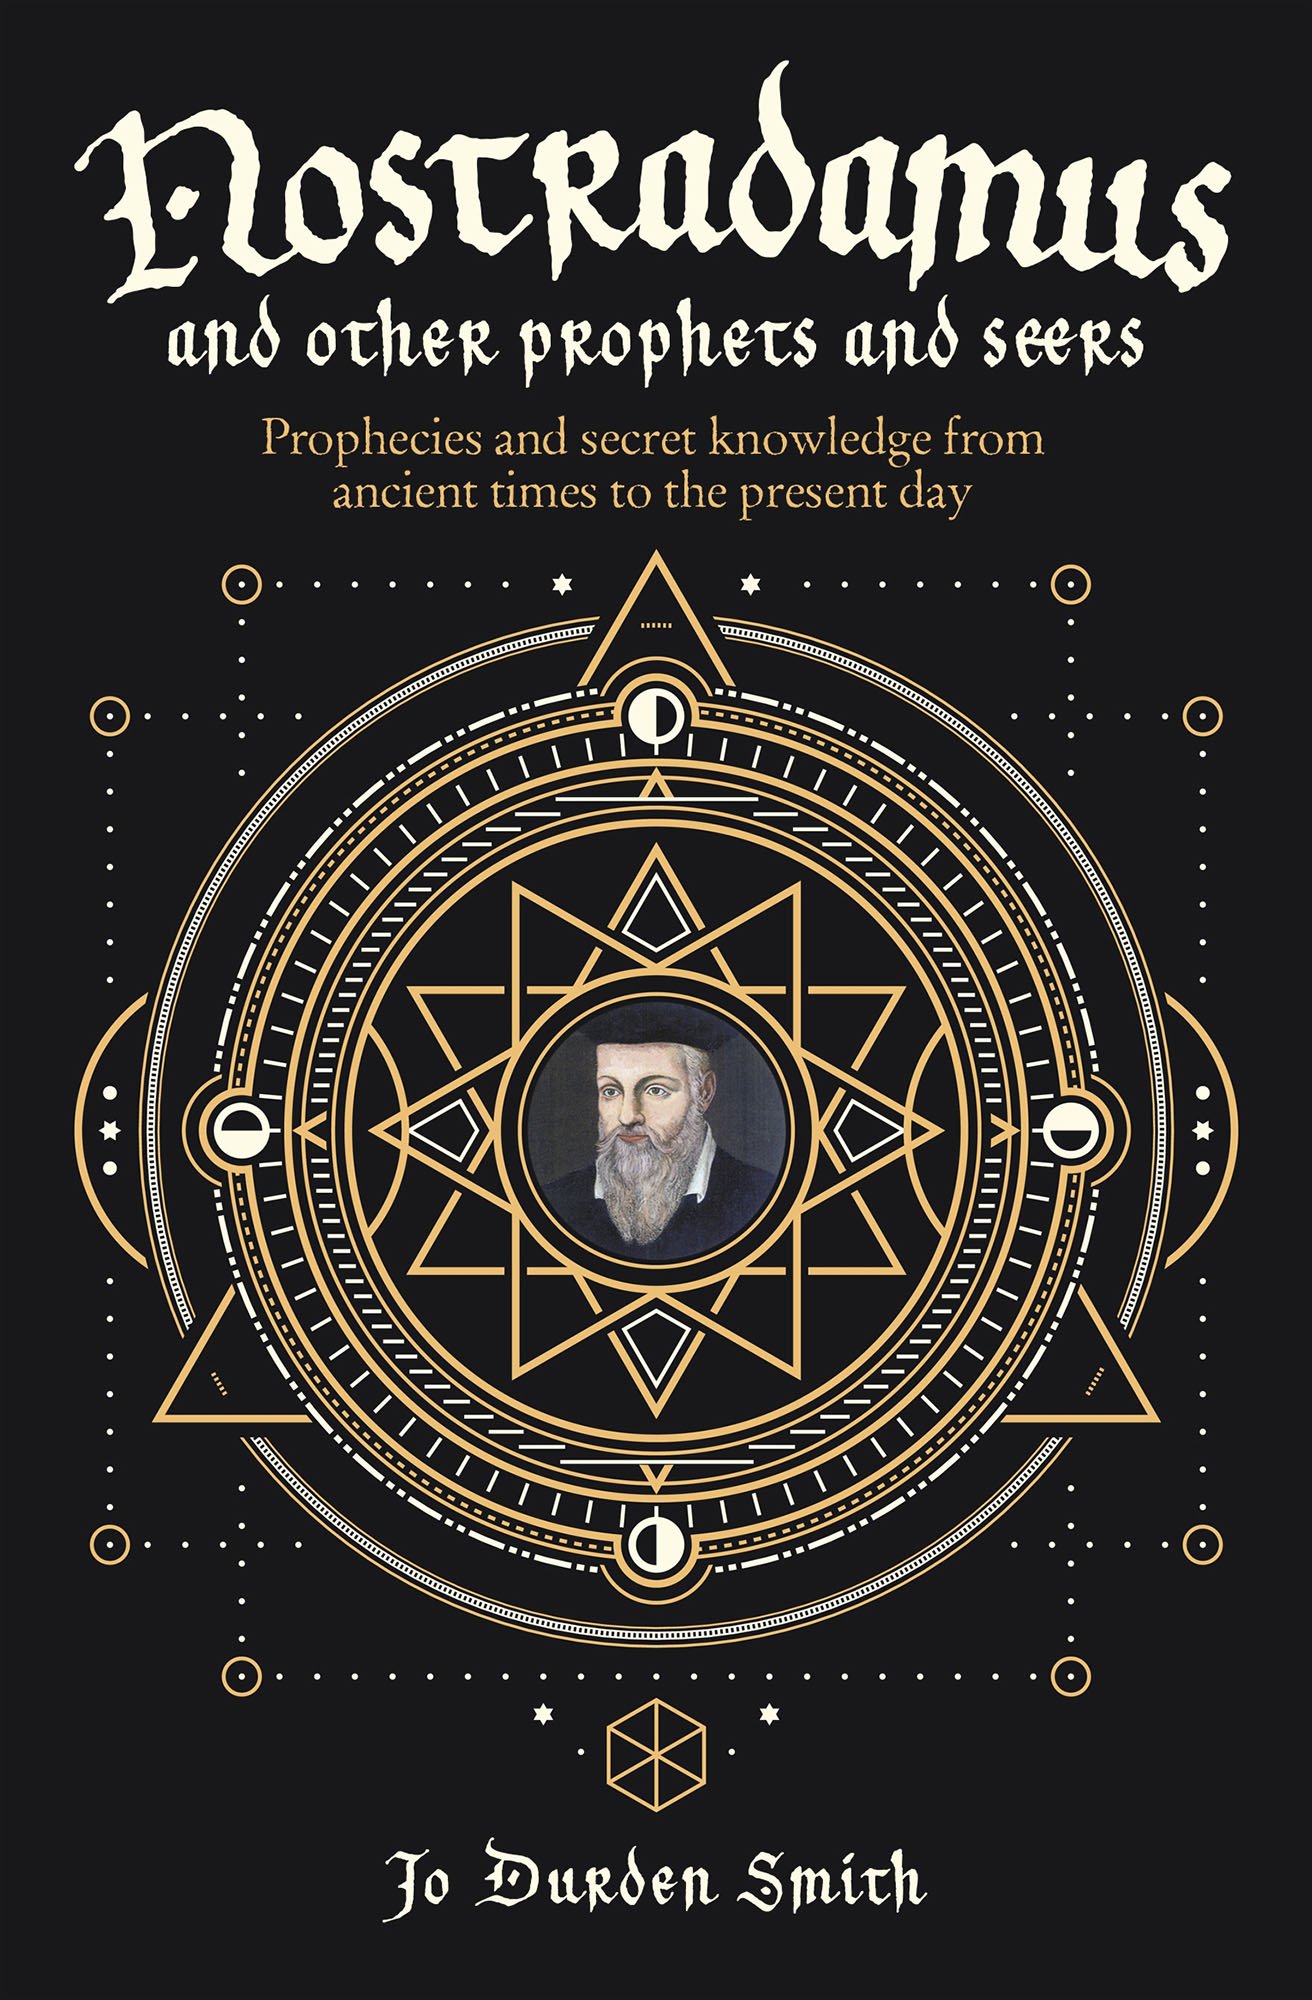 Nostradamus
and other prophets and seers
Prophecies and secret knowledge from
ancient times to the present day
Jo Durden Smith